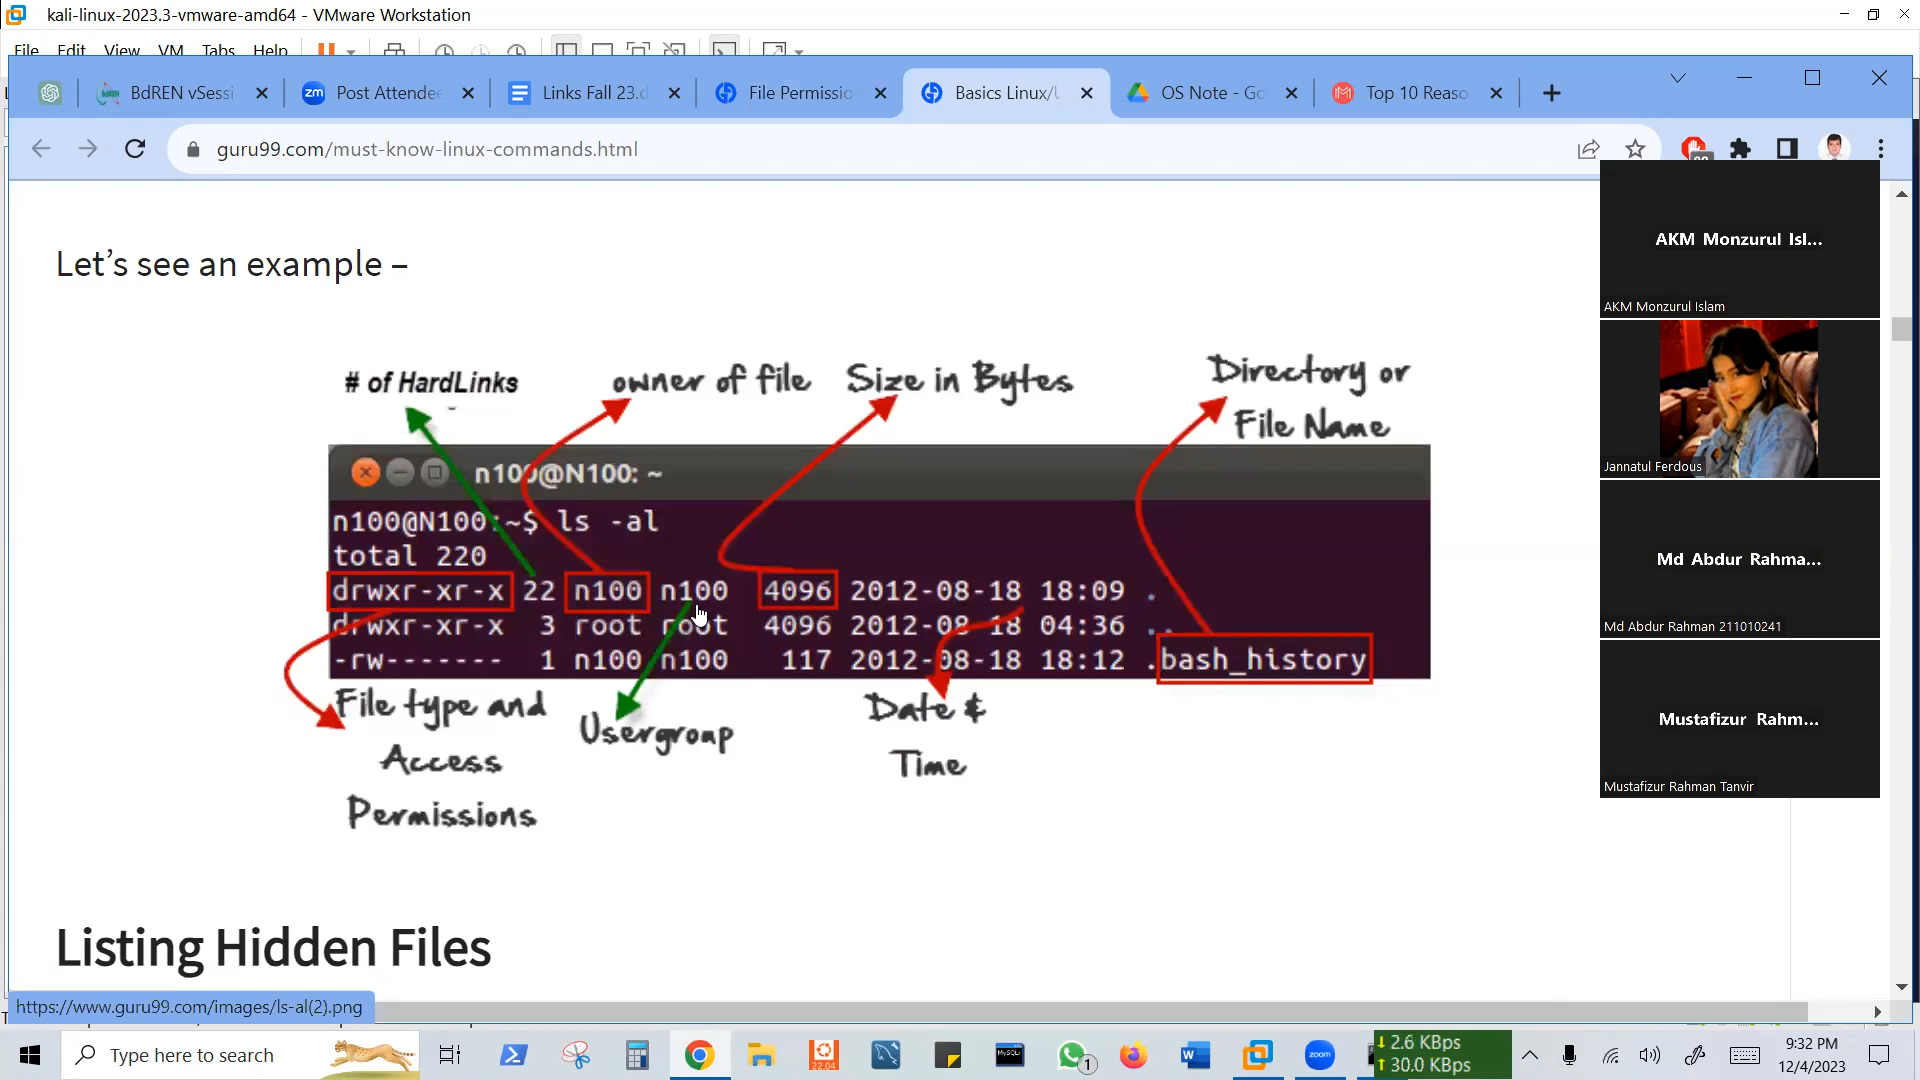 kali-linux-2023.3-vmware-amd64 - VMware Workstation
File Edit View VM Tabs Help
BdREN vSessi
Post Attendee
Links Fall 23.d
File Permissio
Basics Linux/U
OS Note - Go
Top 10 Reaso
guru99.com/must-know-linux-commands.html
Let's see an example –
# of HardLinks
owner of file
Size in Bytes
Directory or
File Name
n100@N100: ~
n100@N100:~$ ls -al
total 220
drwxr-xr-x 22 n100 n100 4096 2012-08-18 18:09 .
drwxr-xr-x 3 root root 4096 2012-08-18 04:36 ..
-rw------- 1 n100 n100 117 2012-08-18 18:12 .bash_history
File type and
Access
Permissions
Usergroup
Date &
Time
Listing Hidden Files
https://www.guru99.com/images/ls-al(2).png
AKM Monzurul Isl...
AKM Monzurul Islam
Jannatul Ferdous
Md Abdur Rahma...
Md Abdur Rahman 211010241
Mustafizur Rahm...
Mustafizur Rahman Tanvir
Type here to search
22.04
MySQL
1
zoom
↓ 2.6 KBps
↑ 30.0 KBps
9:32 PM
12/4/2023